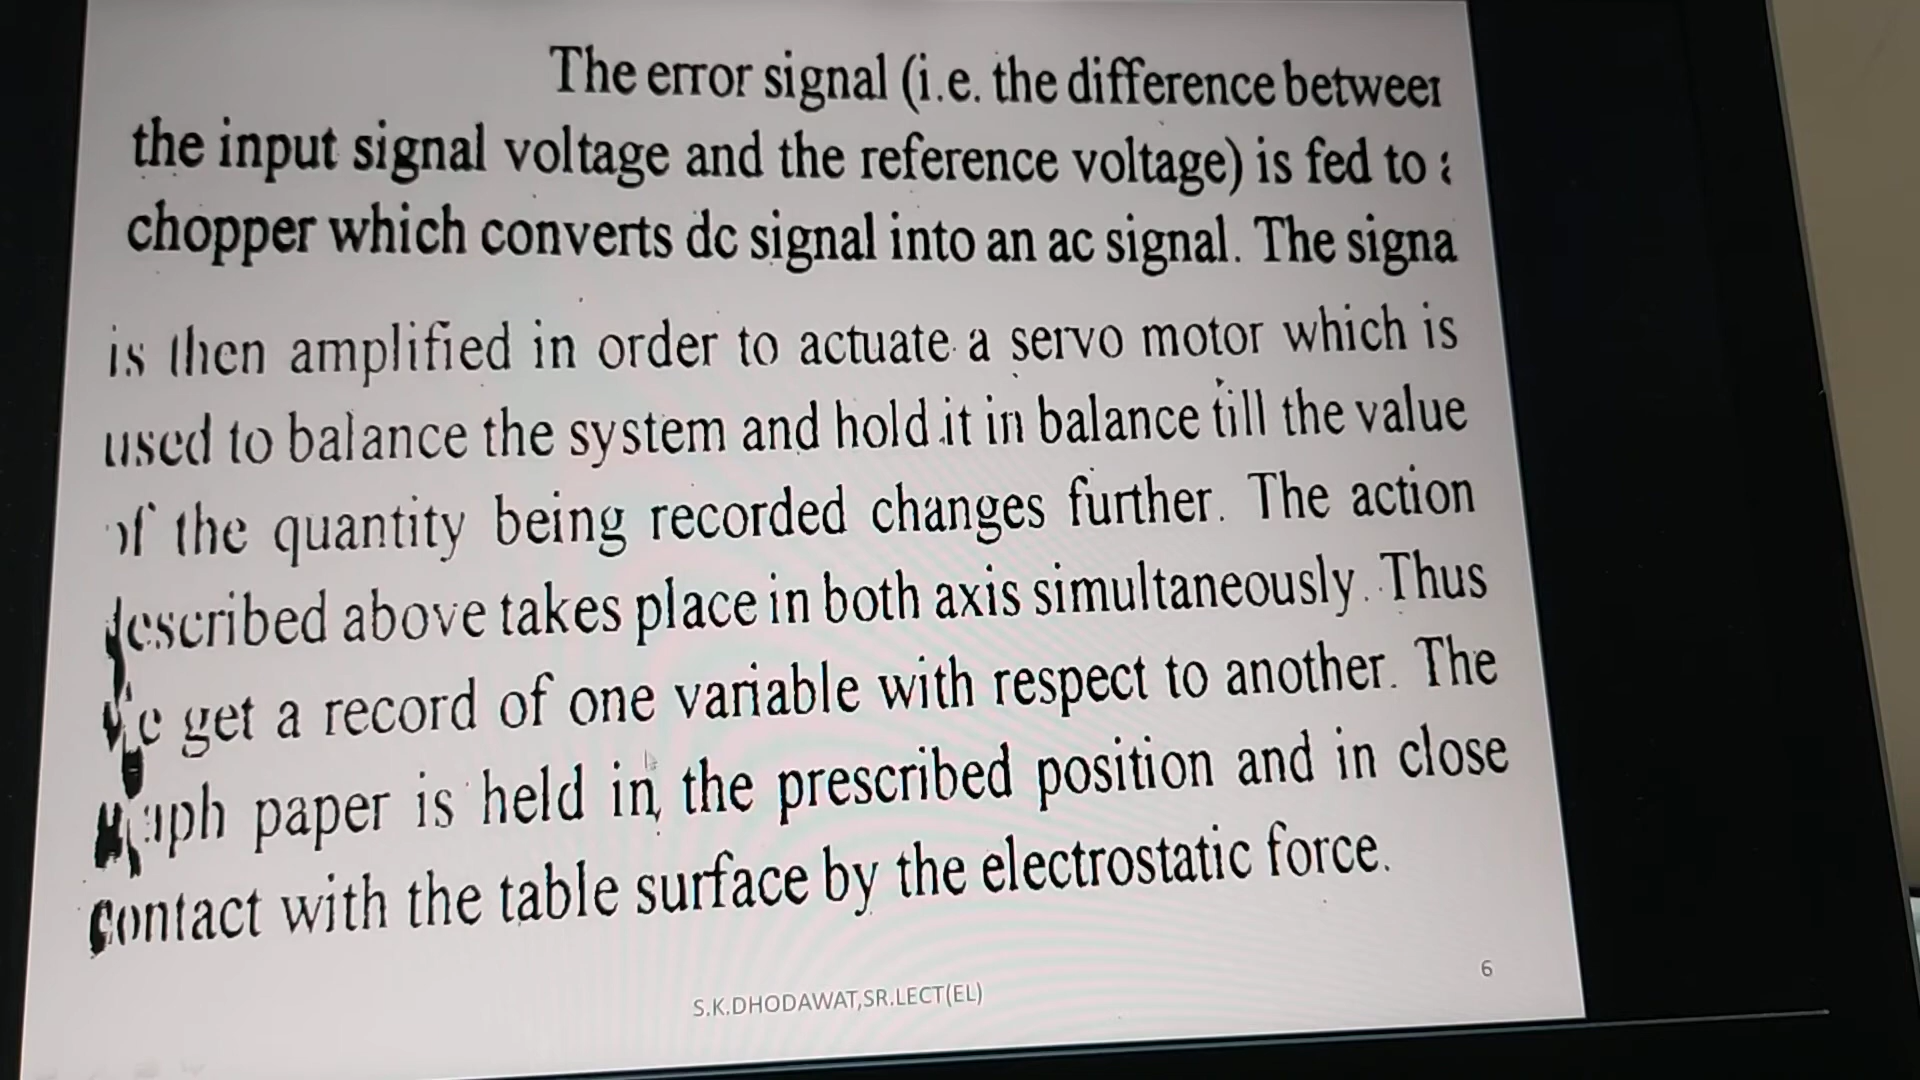 The error signal (i.e. the difference between
the input signal voltage and the reference voltage) is fed to a
chopper which converts dc signal into an ac signal. The signa
is then amplified in order to actuate a servo motor which is
used to balance the system and hold it in balance till the value
of the quantity being recorded changes further. The action
described above takes place in both axis simultaneously. Thus
we get a record of one variable with respect to another. The
graph paper is held in the prescribed position and in close
contact with the table surface by the electrostatic force.
S.K.DHODAWAT,SR.LECT(EL)
6